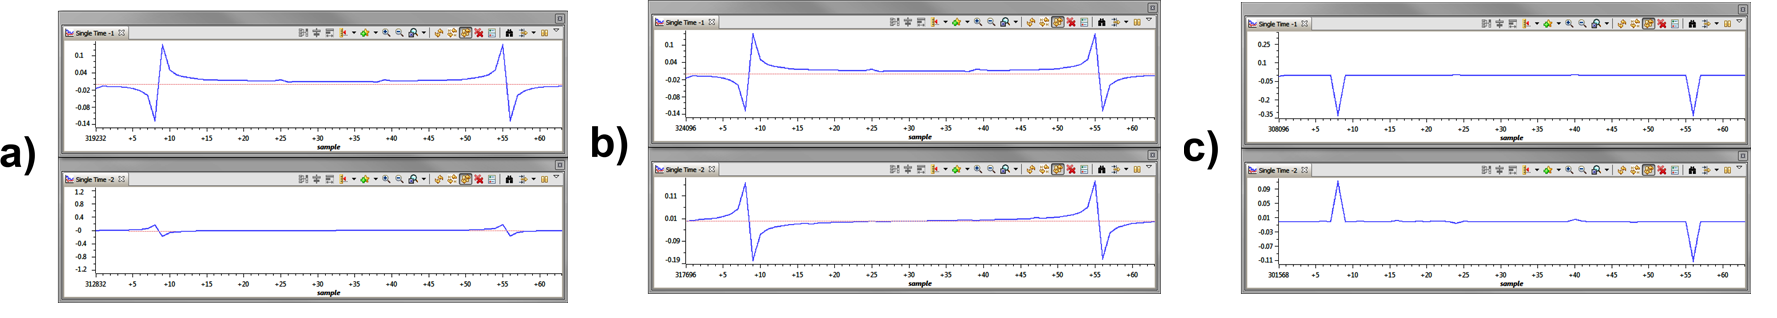 a)
Single Time -1
0.1
0.04
-0.02
-0.08
-0.14
319232 +5 +10 +15 +20 +25 +30 +35 +40 +45 +50 +55 +60
sample
Single Time -2
1.2
0.8
0.4
-0
-0.4
-0.8
-1.2
312832 +5 +10 +15 +20 +25 +30 +35 +40 +45 +50 +55 +60
sample
b)
Single Time -1
0.1
0.04
-0.02
-0.08
-0.14
324096 +5 +10 +15 +20 +25 +30 +35 +40 +45 +50 +55 +60
sample
Single Time -2
0.11
0.01
-0.09
-0.19
317696 +5 +10 +15 +20 +25 +30 +35 +40 +45 +50 +55 +60
sample
c)
Single Time -1
0.25
0.1
-0.05
-0.2
-0.35
308096 +5 +10 +15 +20 +25 +30 +35 +40 +45 +50 +55 +60
sample
Single Time -2
0.09
0.05
0.01
-0.03
-0.07
-0.11
301568 +5 +10 +15 +20 +25 +30 +35 +40 +45 +50 +55 +60
sample